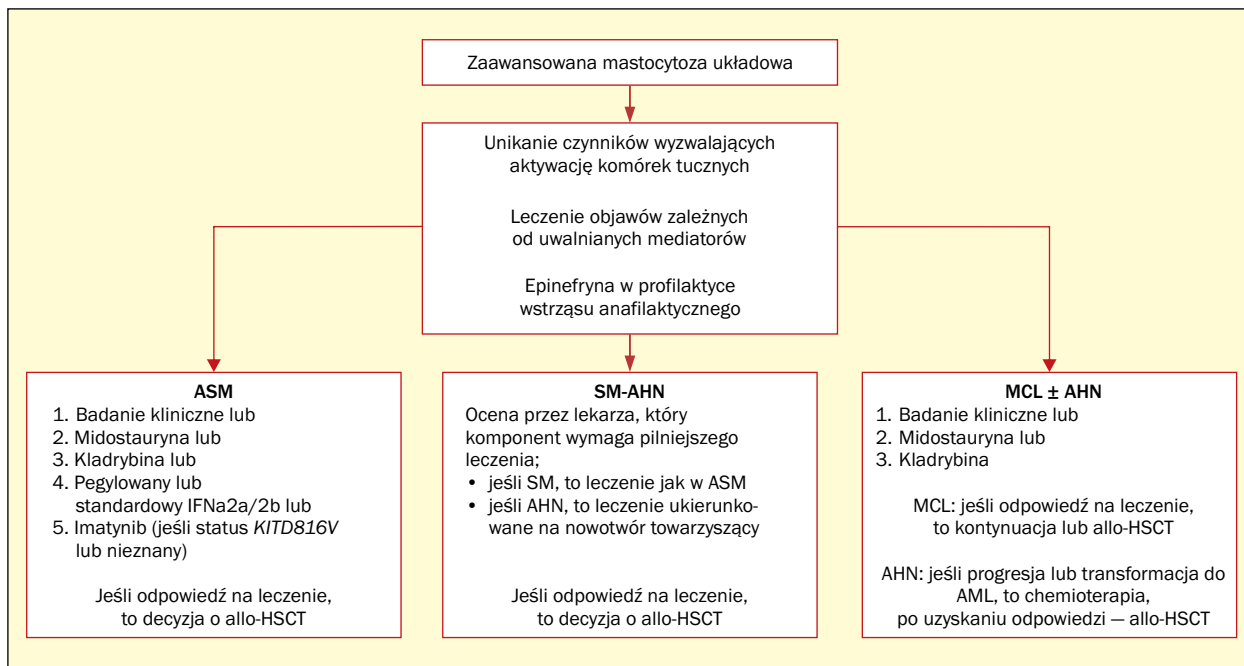 Zaawansowana mastocytoza układowa
Unikanie czynników wyzwalających
aktywację komórek tucznych
Leczenie objawów zależnych
od uwalnianych mediatorów
Epinefryna w profilaktyce
wstrząsu anafilaktycznego
ASM
1. Badanie kliniczne lub
2. Midostauryna lub
3. Kladrybina lub
4. Pegylowany lub
standardowy IFNa2a/2b lub
5. Imatynib (jeśli status KITD816V
lub nieznany)
Jeśli odpowiedź na leczenie,
to decyzja o allo-HSCT
SM-AHN
Ocena przez lekarza, który
komponent wymaga pilniejszego
leczenia;
• jeśli SM, to leczenie jak w ASM
• jeśli AHN, to leczenie ukierunko-
wane na nowotwór towarzyszący
Jeśli odpowiedź na leczenie,
to decyzja o allo-HSCT
MCL ± AHN
1. Badanie kliniczne lub
2. Midostauryna lub
3. Kladrybina
MCL: jeśli odpowiedź na leczenie,
to kontynuacja lub allo-HSCT
AHN: jeśli progresja lub transformacja do
AML, to chemioterapia,
po uzyskaniu odpowiedzi — allo-HSCT